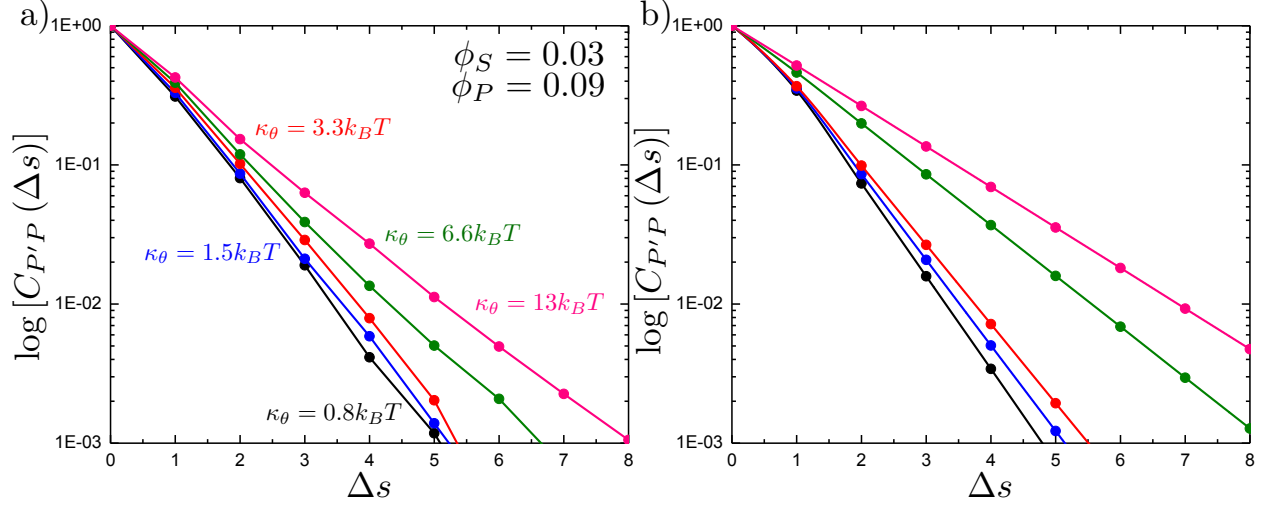 a)
b)
1E+00
1E-01
1E-02
1E-03
log [C_{P'P} (Δs)]
0 1 2 3 4 5 6 7 8
Δs
ϕ_S = 0.03
ϕ_P = 0.09
κ_θ = 3.3k_BT
κ_θ = 6.6k_BT
κ_θ = 1.5k_BT
κ_θ = 13k_BT
κ_θ = 0.8k_BT
1E+00
1E-01
1E-02
1E-03
log [C_{P'P} (Δs)]
0 1 2 3 4 5 6 7 8
Δs